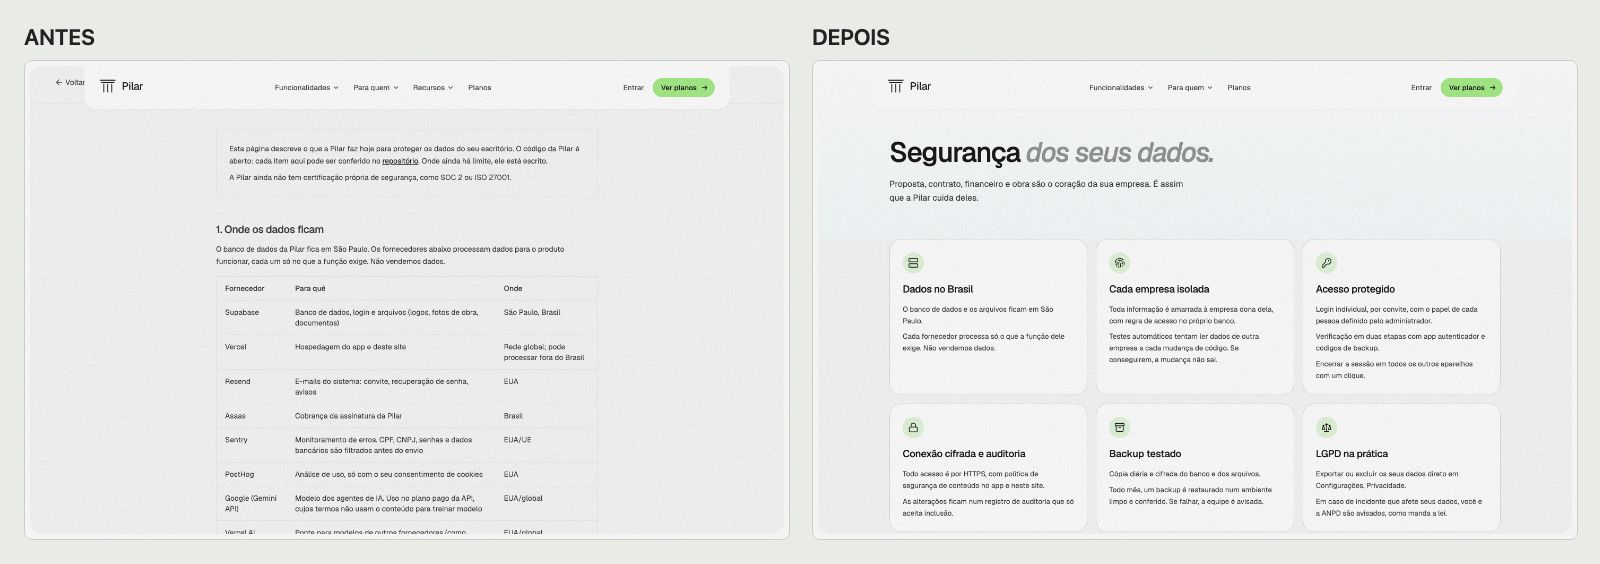 ANTES
← Voltar
Pilar
Funcionalidades
Para quem
Recursos
Planos
Entrar
Ver planos →
Esta página descreve o que a Pilar faz hoje para proteger os dados do seu escritório. O código da Pilar é
aberto: cada item aqui pode ser conferido no repositório. Onde ainda há limite, ele está escrito.
A Pilar ainda não tem certificação própria de segurança, como SOC 2 ou ISO 27001.
1. Onde os dados ficam
O banco de dados da Pilar fica em São Paulo. Os fornecedores abaixo processam dados para o produto
funcionar, cada um só no que a função exige. Não vendemos dados.
Fornecedor Para quê Onde
Supabase Banco de dados, login e arquivos (logos, fotos de obra, São Paulo, Brasil
documentos)
Vercel Hospedagem do app e deste site Rede global; pode
processar fora do Brasil
Resend E-mails do sistema: convite, recuperação de senha, EUA
avisos
Asaas Cobrança da assinatura da Pilar Brasil
Sentry Monitoramento de erros. CPF, CNPJ, senhas e dados EUA/UE
bancários são filtrados antes do envio
PostHog Análise de uso, só com o seu consentimento de cookies EUA
Google (Gemini Modelo dos agentes de IA. Uso no plano pago da API, EUA/global
API) cujos termos não usam o conteúdo para treinar modelo
Vercel AI Ponte para modelos de outros fornecedores (como EUA/global
DEPOIS
Pilar
Funcionalidades
Para quem
Planos
Entrar
Ver planos →
Segurança dos seus dados.
Proposta, contrato, financeiro e obra são o coração da sua empresa. É assim
que a Pilar cuida deles.
Dados no Brasil
O banco de dados e os arquivos ficam em São
Paulo.
Cada fornecedor processa só o que a função dele
exige. Não vendemos dados.
Cada empresa isolada
Toda informação é amarrada à empresa dona dela,
com regra de acesso no próprio banco.
Testes automáticos tentam ler dados de outra
empresa a cada mudança de código. Se
conseguirem, a mudança não sai.
Acesso protegido
Login individual, por convite, com o papel de cada
pessoa definido pelo administrador.
Verificação em duas etapas com app autenticador e
códigos de backup.
Encerrar a sessão em todos os outros aparelhos
com um clique.
Conexão cifrada e auditoria
Todo acesso é por HTTPS, com política de
segurança de conteúdo no app e neste site.
As alterações ficam num registro de auditoria que só
aceita inclusão.
Backup testado
Cópia diária e cifrada do banco e dos arquivos.
Todo mês, um backup é restaurado num ambiente
limpo e conferido. Se falhar, a equipe é avisada.
LGPD na prática
Exportar ou excluir os seus dados direto em
Configurações, Privacidade.
Em caso de incidente que afete seus dados, você e
a ANPD são avisados, como manda a lei.